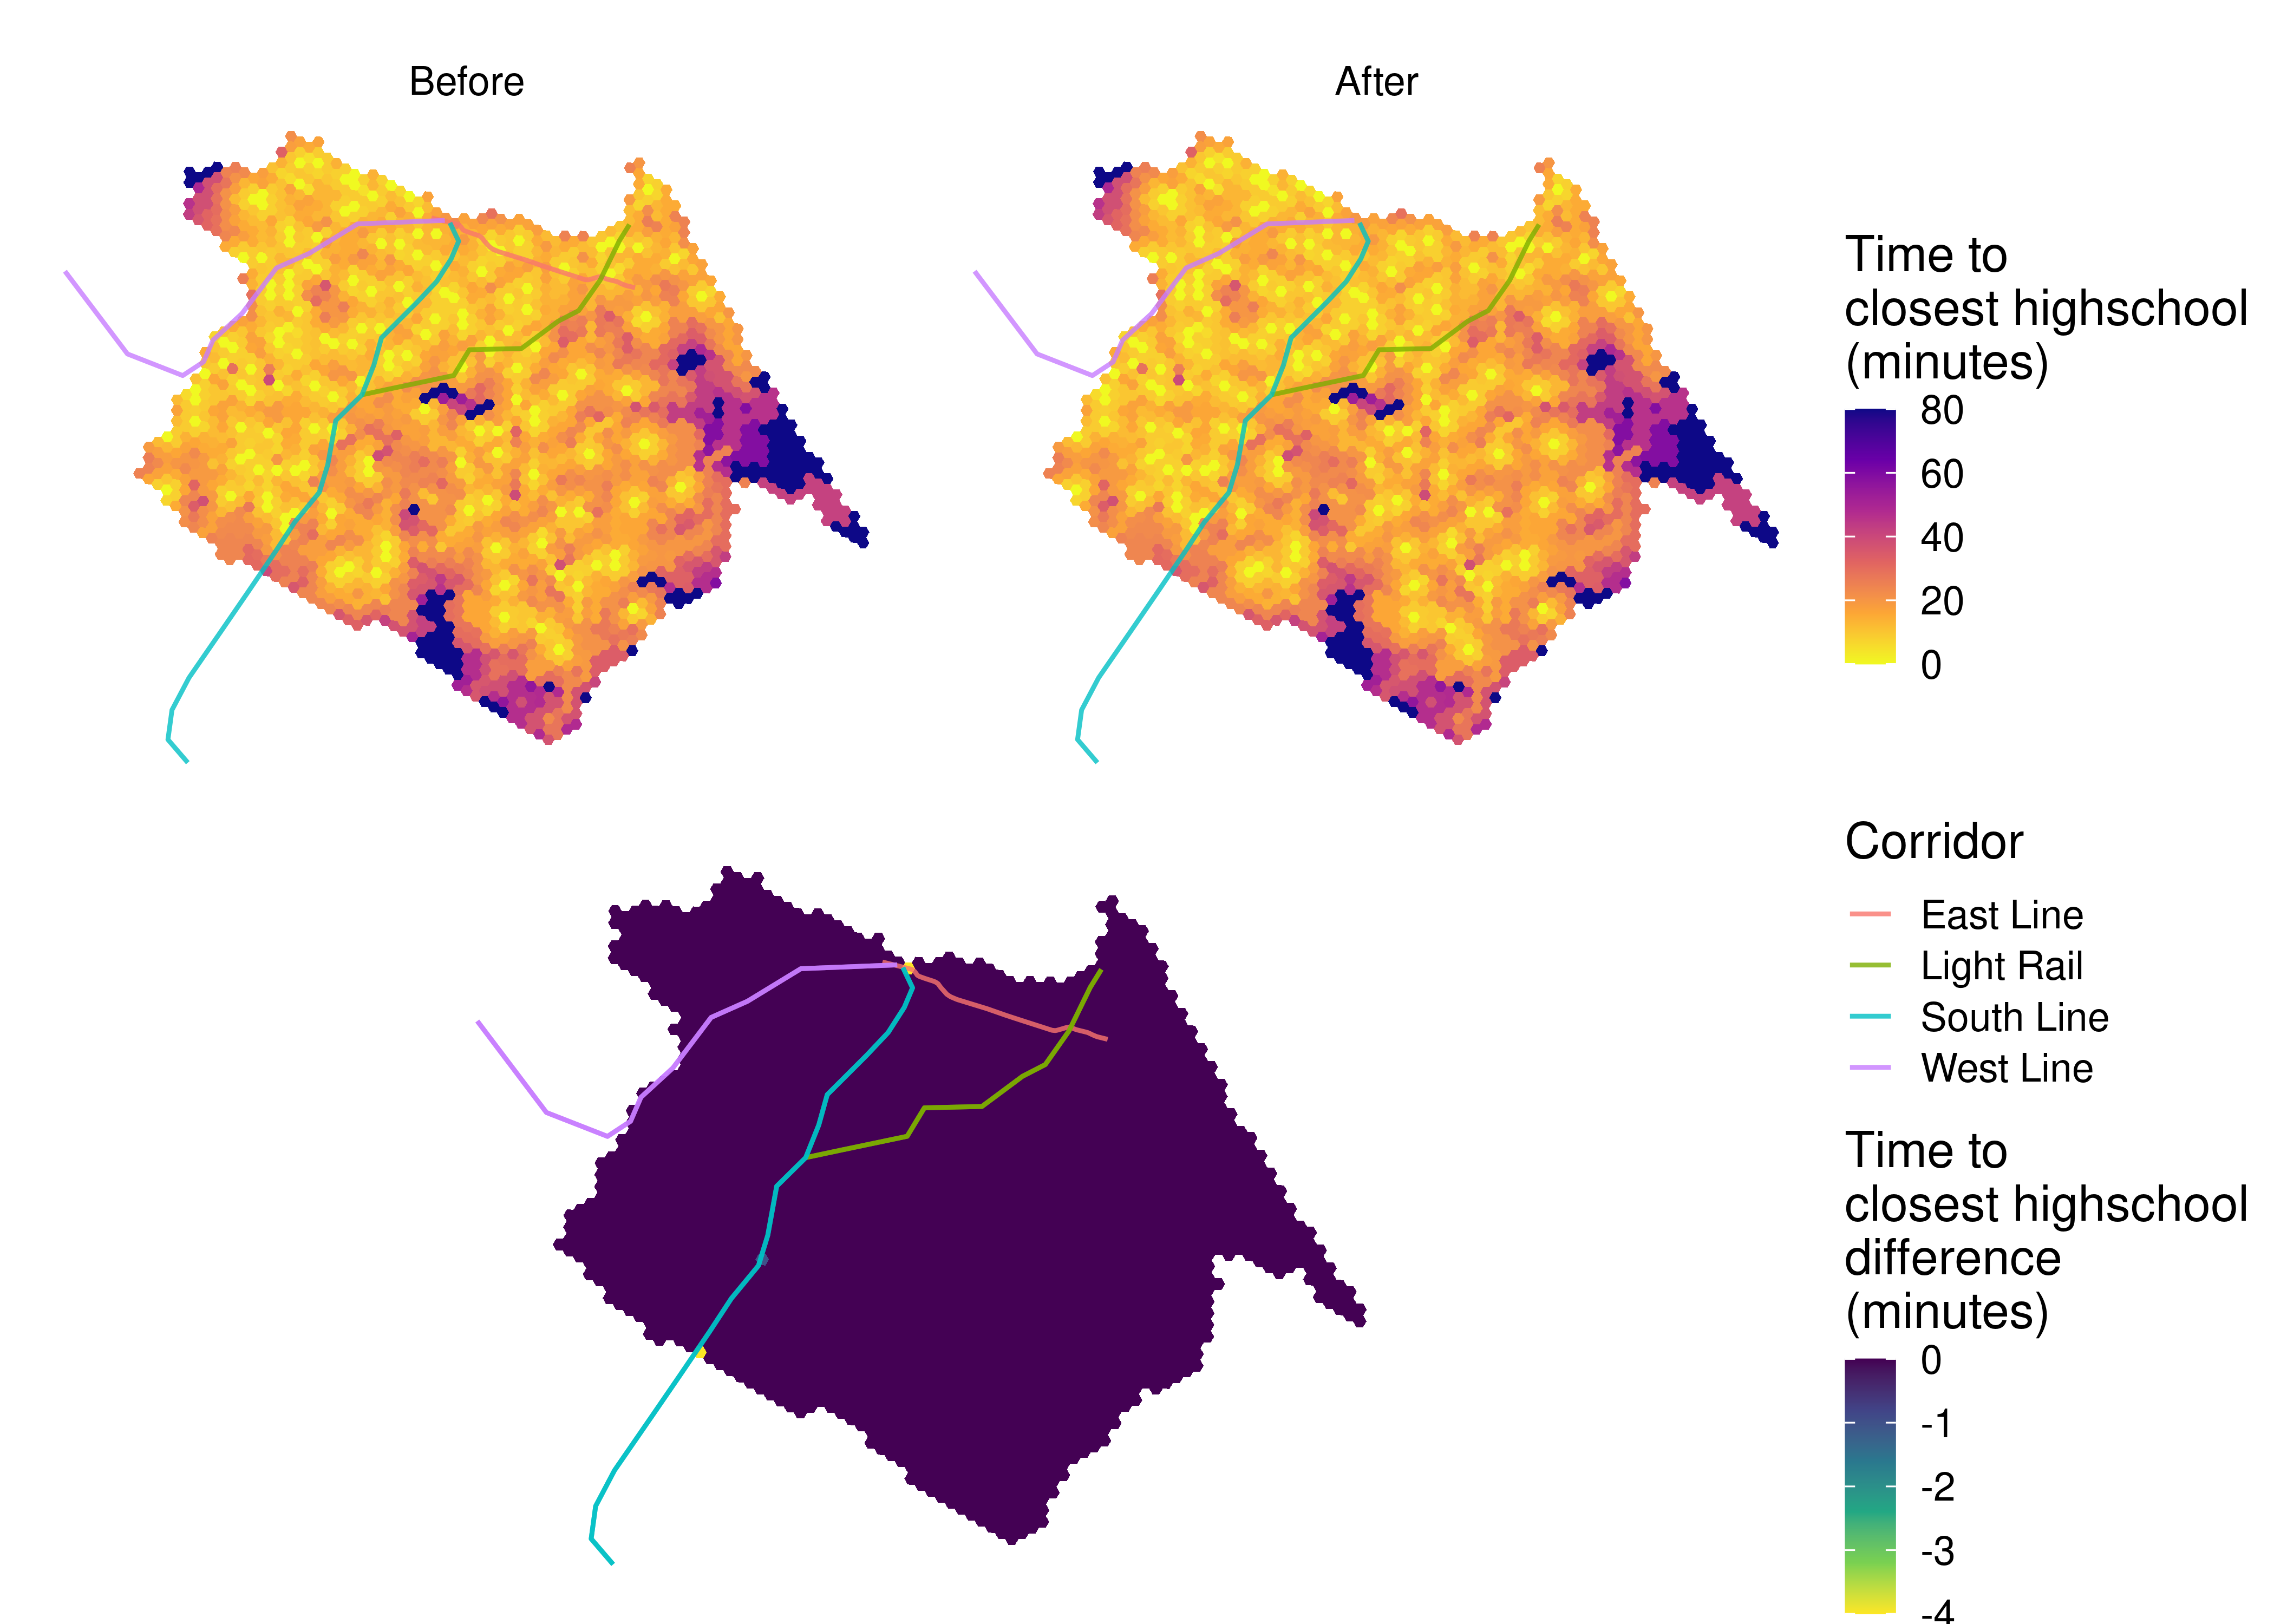 Before
After
Time to
closest highschool
(minutes)
80
60
40
20
0
Corridor
East Line
Light Rail
South Line
West Line
Time to
closest highschool
difference
(minutes)
0
-1
-2
-3
-4